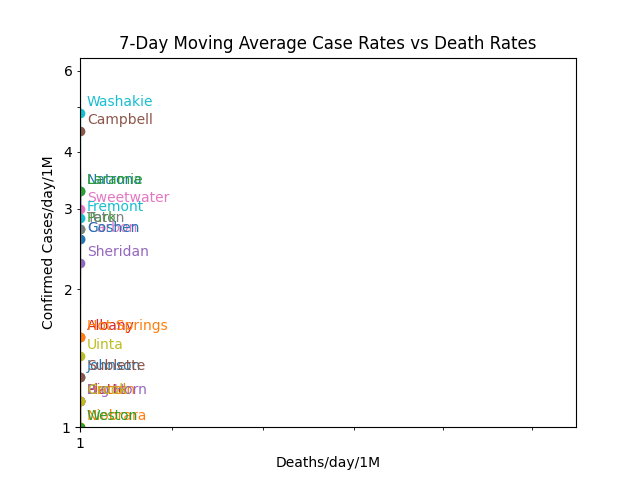 7-Day Moving Average Case Rates vs Death Rates
6
Washakie
Campbell
4
Natrona
Laramie
Sweetwater
3
Fremont
Park
Teton
Goshen
Carbon
Sheridan
2
Albany
Hot Springs
Uinta
Johnson
Sublette
Big Horn
Weston
Niobrara
1
1
Deaths/day/1M
Confirmed Cases/day/1M